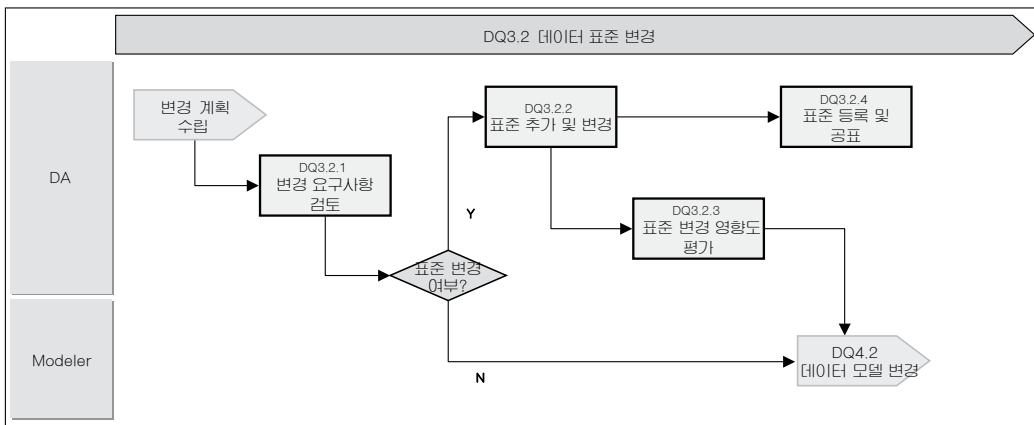 DQ3.2 데이터 표준 변경
DA
변경 계획
수립
DQ3.2.1
변경 요구사항
검토
표준 변경
여부?
Y
N
DQ3.2.2
표준 추가 및 변경
DQ3.2.3
표준 변경 영향도
평가
DQ3.2.4
표준 등록 및
공표
Modeler
DQ4.2
데이터 모델 변경